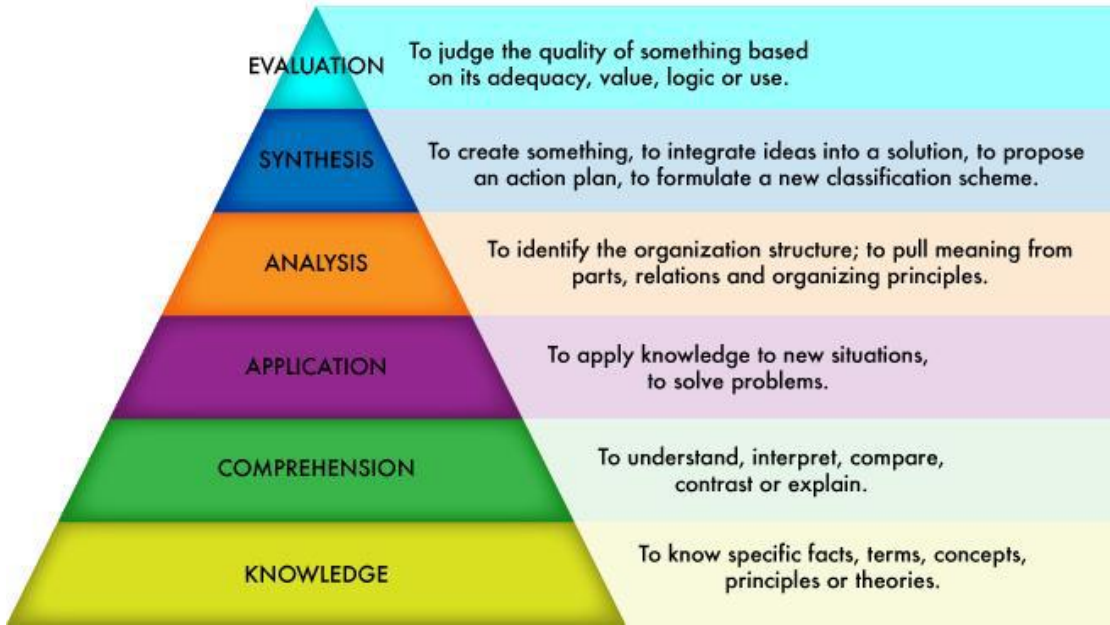 EVALUATION
To judge the quality of something based
on its adequacy, value, logic or use.
SYNTHESIS
To create something, to integrate ideas into a solution, to propose
an action plan, to formulate a new classification scheme.
ANALYSIS
To identify the organization structure; to pull meaning from
parts, relations and organizing principles.
APPLICATION
To apply knowledge to new situations,
to solve problems.
COMPREHENSION
To understand, interpret, compare,
contrast or explain.
KNOWLEDGE
To know specific facts, terms, concepts,
principles or theories.